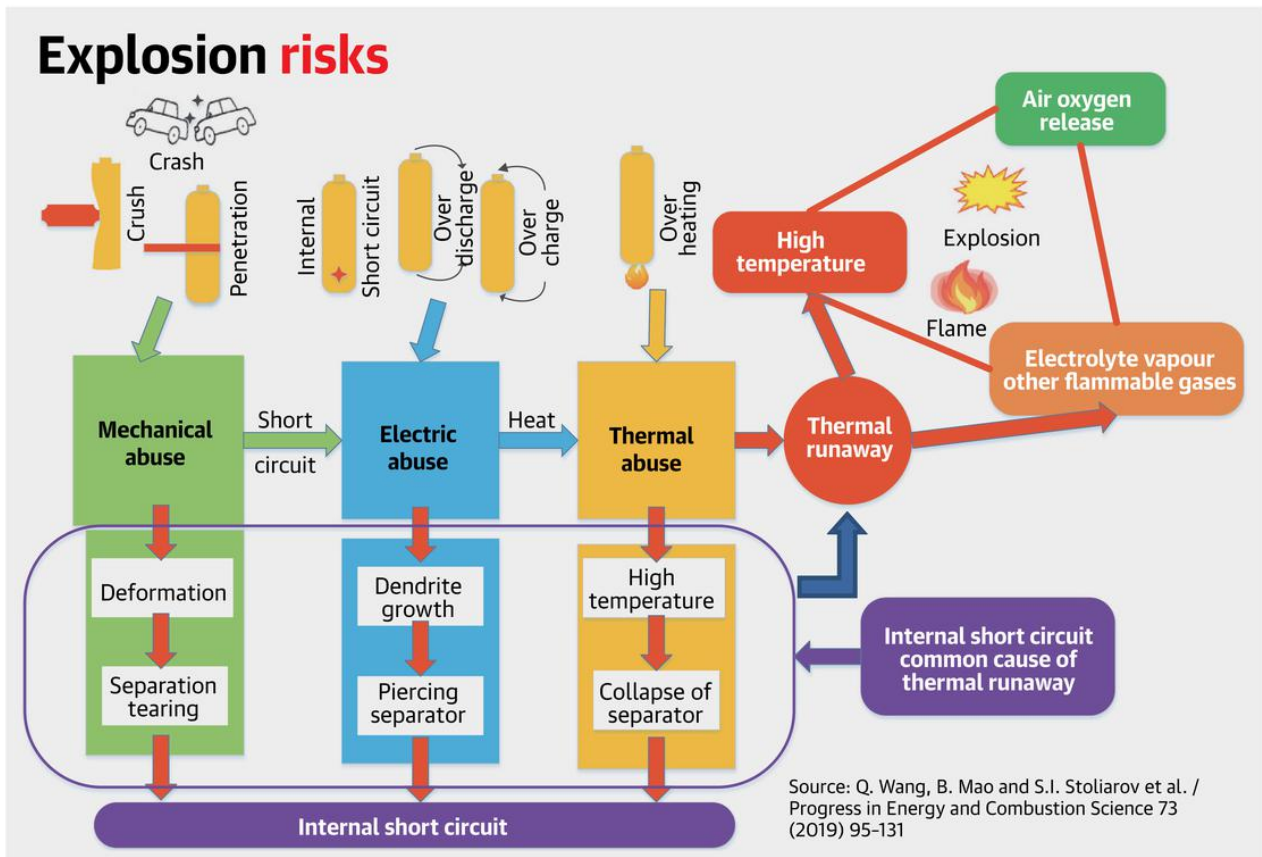 Explosion risks
Crash
Crush
Penetration
Internal
Short circuit
Over
discharge
Over
charge
Over
heating
Air oxygen
release
High
temperature
Explosion
Flame
Electrolyte vapour
other flammable gases
Mechanical
abuse
Short
circuit
Electric
abuse
Heat
Thermal
abuse
Thermal
runaway
Deformation
Separation
tearing
Dendrite
growth
Piercing
separator
High
temperature
Collapse of
separator
Internal short circuit
common cause of
thermal runaway
Internal short circuit
Source: Q. Wang, B. Mao and S.I. Stoliarov et al. /
Progress in Energy and Combustion Science 73
(2019) 95-131